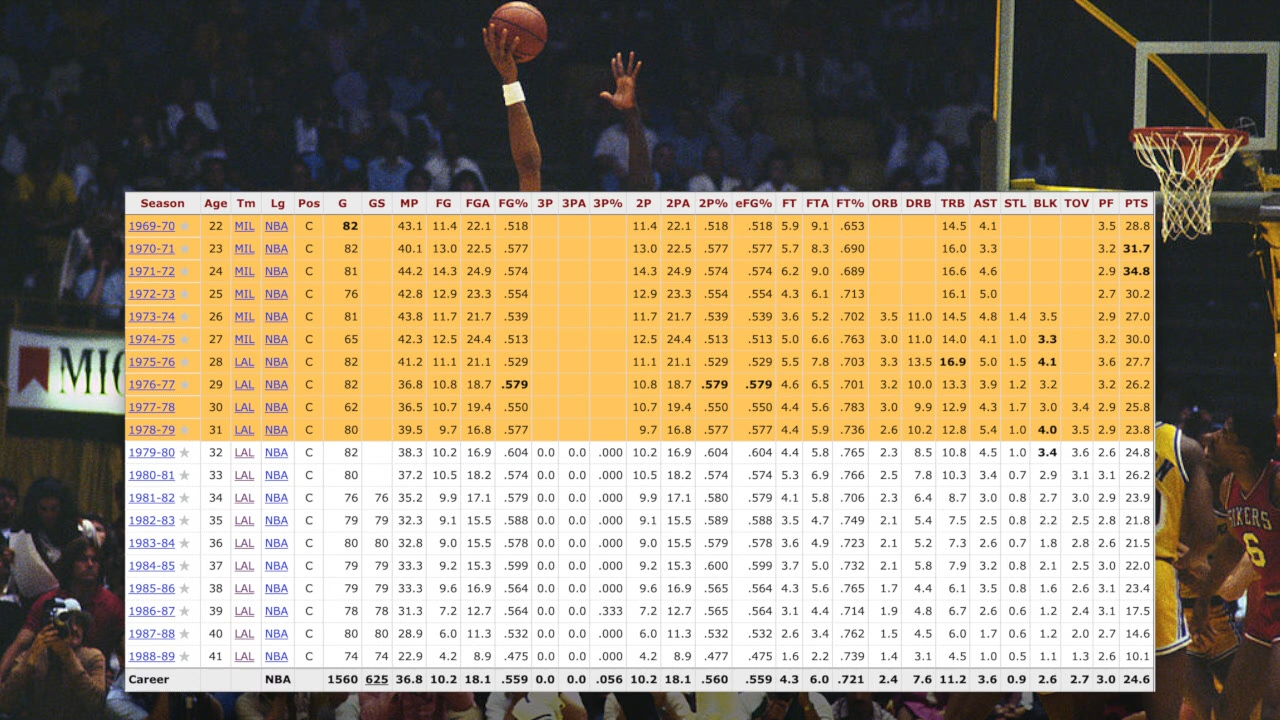 Season Age Tm Lg Pos G GS MP FG FGA FG% 3P 3PA 3P% 2P 2PA 2P% eFG% FT FTA FT% ORB DRB TRB AST STL BLK TOV PF PTS
1969-70 ★ 22 MIL NBA C 82 43.1 11.4 22.1 .518 11.4 22.1 .518 .518 5.9 9.1 .653 14.5 4.1 3.5 28.8
1970-71 ★ 23 MIL NBA C 82 40.1 13.0 22.5 .577 13.0 22.5 .577 .577 5.7 8.3 .690 16.0 3.3 3.2 31.7
1971-72 ★ 24 MIL NBA C 81 44.2 14.3 24.9 .574 14.3 24.9 .574 .574 6.2 9.0 .689 16.6 4.6 2.9 34.8
1972-73 ★ 25 MIL NBA C 76 42.8 12.9 23.3 .554 12.9 23.3 .554 .554 4.3 6.1 .713 16.1 5.0 2.7 30.2
1973-74 ★ 26 MIL NBA C 81 43.8 11.7 21.7 .539 11.7 21.7 .539 .539 3.6 5.2 .702 3.5 11.0 14.5 4.8 1.4 3.5 2.9 27.0
1974-75 ★ 27 MIL NBA C 65 42.3 12.5 24.4 .513 12.5 24.4 .513 .513 5.0 6.6 .763 3.0 11.0 14.0 4.1 1.0 3.3 3.2 30.0
1975-76 ★ 28 LAL NBA C 82 41.2 11.1 21.1 .529 11.1 21.1 .529 .529 5.5 7.8 .703 3.3 13.5 16.9 5.0 1.5 4.1 3.6 27.7
1976-77 ★ 29 LAL NBA C 82 36.8 10.8 18.7 .579 10.8 18.7 .579 .579 4.6 6.5 .701 3.2 10.0 13.3 3.9 1.2 3.2 3.2 26.2
1977-78 30 LAL NBA C 62 36.5 10.7 19.4 .550 10.7 19.4 .550 .550 4.4 5.6 .783 3.0 9.9 12.9 4.3 1.7 3.0 3.4 2.9 25.8
1978-79 ★ 31 LAL NBA C 80 39.5 9.7 16.8 .577 9.7 16.8 .577 .577 4.4 5.9 .736 2.6 10.2 12.8 5.4 1.0 4.0 3.5 2.9 23.8
1979-80 ★ 32 LAL NBA C 82 38.3 10.2 16.9 .604 0.0 0.0 .000 10.2 16.9 .604 .604 4.4 5.8 .765 2.3 8.5 10.8 4.5 1.0 3.4 3.6 2.6 24.8
1980-81 ★ 33 LAL NBA C 80 37.2 10.5 18.2 .574 0.0 0.0 .000 10.5 18.2 .574 .574 5.3 6.9 .766 2.5 7.8 10.3 3.4 0.7 2.9 3.1 3.1 26.2
1981-82 ★ 34 LAL NBA C 76 76 35.2 9.9 17.1 .579 0.0 0.0 .000 9.9 17.1 .580 .579 4.1 5.8 .706 2.3 6.4 8.7 3.0 0.8 2.7 3.0 2.9 23.9
1982-83 ★ 35 LAL NBA C 79 79 32.3 9.1 15.5 .588 0.0 0.0 .000 9.1 15.5 .589 .588 3.5 4.7 .749 2.1 5.4 7.5 2.5 0.8 2.2 2.5 2.8 21.8
1983-84 ★ 36 LAL NBA C 80 80 32.8 9.0 15.5 .578 0.0 0.0 .000 9.0 15.5 .579 .578 3.6 4.9 .723 2.1 5.2 7.3 2.6 0.7 1.8 2.8 2.6 21.5
1984-85 ★ 37 LAL NBA C 79 79 33.3 9.2 15.3 .599 0.0 0.0 .000 9.2 15.3 .600 .599 3.7 5.0 .732 2.1 5.8 7.9 3.2 0.8 2.1 2.5 3.0 22.0
1985-86 ★ 38 LAL NBA C 79 79 33.3 9.6 16.9 .564 0.0 0.0 .000 9.6 16.9 .565 .564 4.3 5.6 .765 1.7 4.4 6.1 3.5 0.8 1.6 2.6 3.1 23.4
1986-87 ★ 39 LAL NBA C 78 78 31.3 7.2 12.7 .564 0.0 0.0 .333 7.2 12.7 .565 .564 3.1 4.4 .714 1.9 4.8 6.7 2.6 0.6 1.2 2.4 3.1 17.5
1987-88 ★ 40 LAL NBA C 80 80 28.9 6.0 11.3 .532 0.0 0.0 .000 6.0 11.3 .532 .532 2.6 3.4 .762 1.5 4.5 6.0 1.7 0.6 1.2 2.0 2.7 14.6
1988-89 ★ 41 LAL NBA C 74 74 22.9 4.2 8.9 .475 0.0 0.0 .000 4.2 8.9 .477 .475 1.6 2.2 .739 1.4 3.1 4.5 1.0 0.5 1.1 1.3 2.6 10.1
Career NBA 1560 625 36.8 10.2 18.1 .559 0.0 0.0 .056 10.2 18.1 .560 .559 4.3 6.0 .721 2.4 7.6 11.2 3.6 0.9 2.6 2.7 3.0 24.6
MIC
IXERS
6